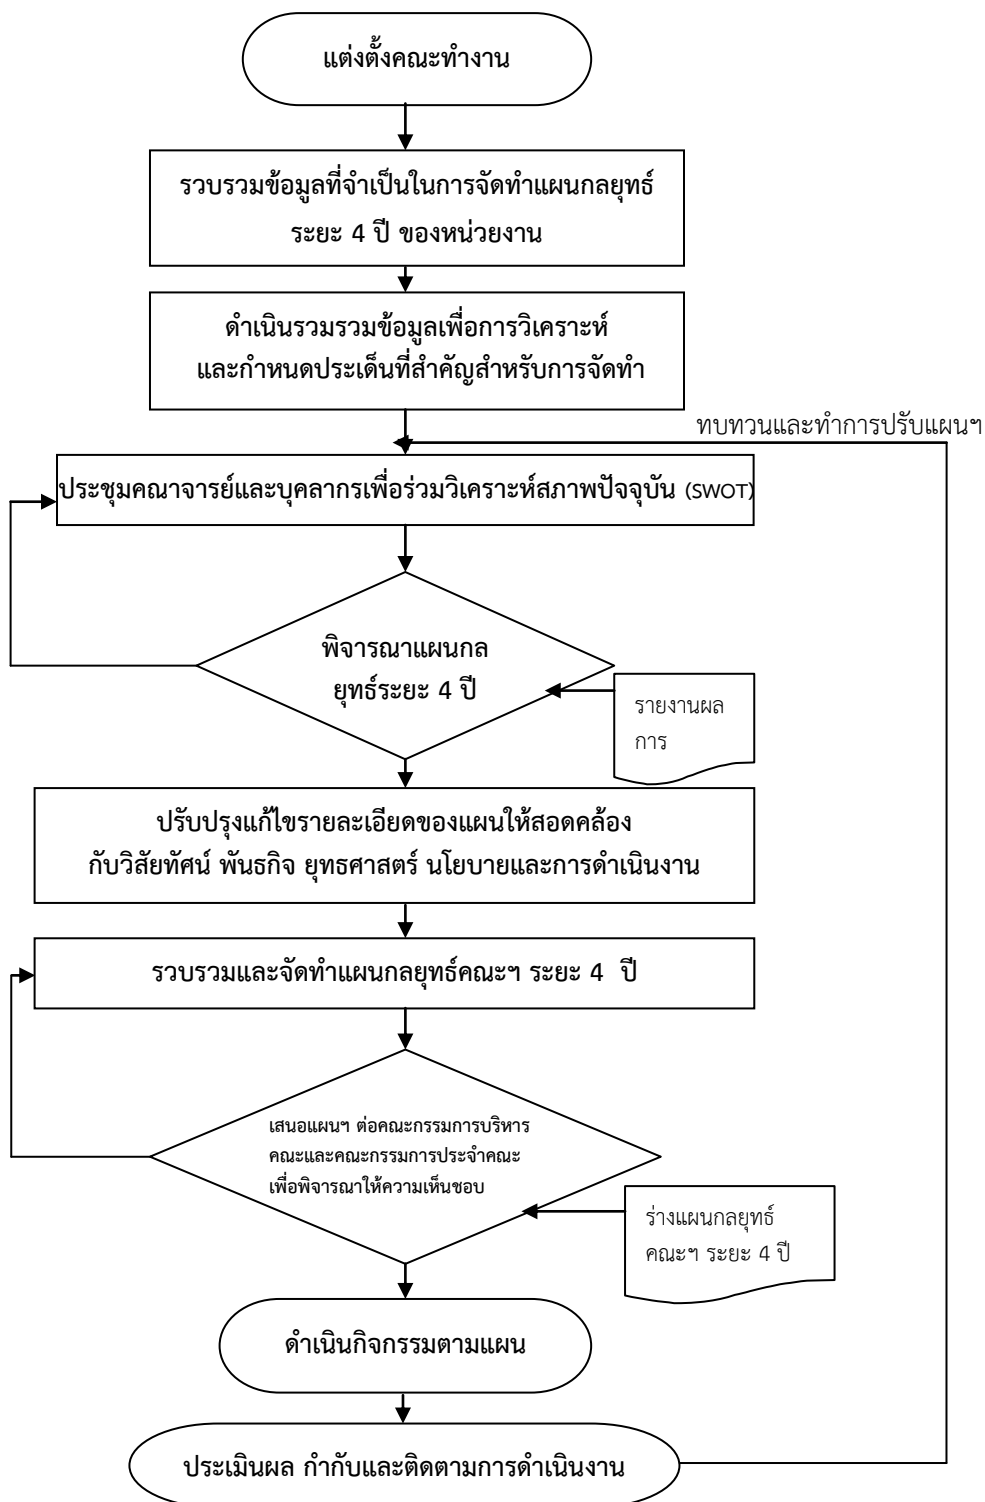 แต่งตั้งคณะทำงาน
รวบรวมข้อมูลที่จำเป็นในการจัดทำแผนกลยุทธ์
ระยะ 4 ปี ของหน่วยงาน
ดำเนินรวมรวมข้อมูลเพื่อการวิเคราะห์
และกำหนดประเด็นที่สำคัญสำหรับการจัดทำ
ทบทวนและทำการปรับแผนฯ
ประชุมคณาจารย์และบุคลากรเพื่อร่วมวิเคราะห์สภาพปัจจุบัน (SWOT)
พิจารณาแผนกล
ยุทธ์ระยะ 4 ปี
รายงานผล
การ
ปรับปรุงแก้ไขรายละเอียดของแผนให้สอดคล้อง
กับวิสัยทัศน์ พันธกิจ ยุทธศาสตร์ นโยบายและการดำเนินงาน
รวบรวมและจัดทำแผนกลยุทธ์คณะฯ ระยะ 4 ปี
เสนอแผนฯ ต่อคณะกรรมการบริหาร
คณะและคณะกรรมการประจำคณะ
เพื่อพิจารณาให้ความเห็นชอบ
ร่างแผนกลยุทธ์
คณะฯ ระยะ 4 ปี
ดำเนินกิจกรรมตามแผน
ประเมินผล กำกับและติดตามการดำเนินงาน